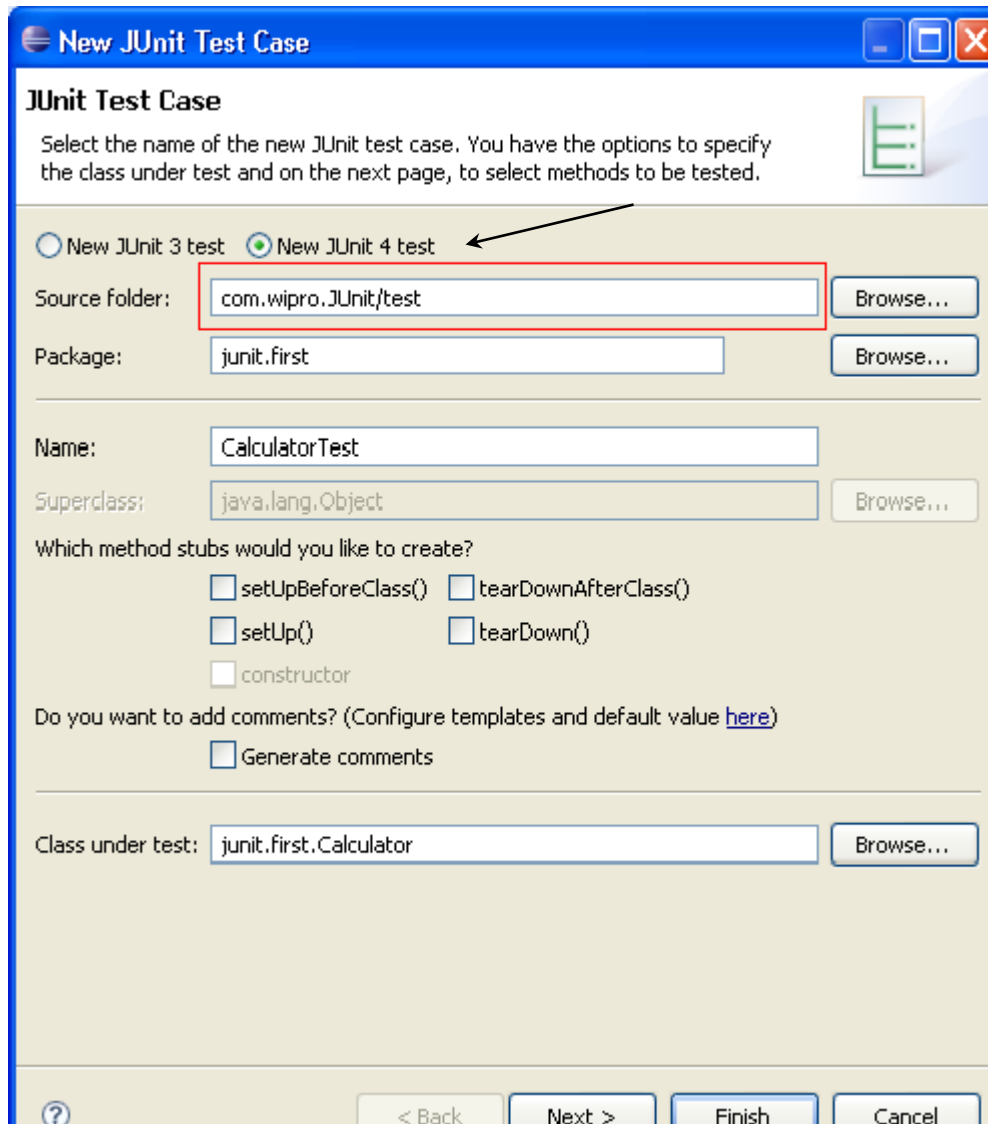 New JUnit Test Case
JUnit Test Case
Select the name of the new JUnit test case. You have the options to specify
the class under test and on the next page, to select methods to be tested.
New JUnit 3 test New JUnit 4 test
Source folder: com.wipro.JUnit/test Browse...
Package: junit.first Browse...
Name: CalculatorTest
Superclass: java.lang.Object Browse...
Which method stubs would you like to create?
setUpBeforeClass() tearDownAfterClass()
setUp() tearDown()
constructor
Do you want to add comments? (Configure templates and default value here)
Generate comments
Class under test: junit.first.Calculator Browse...
? < Back Next > Finish Cancel